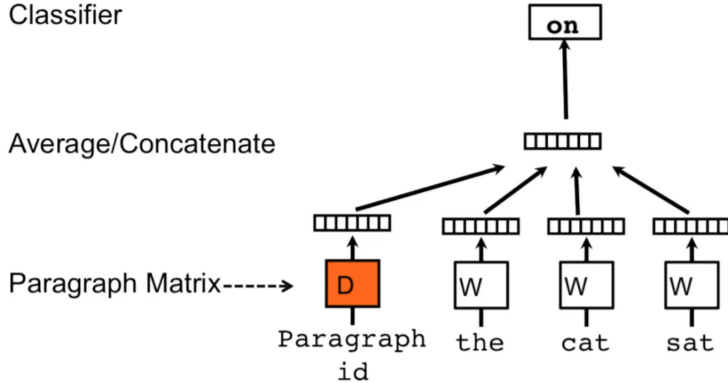 Classifier
on
Average/Concatenate
Paragraph Matrix
D
W
W
W
Paragraph
id
the
cat
sat